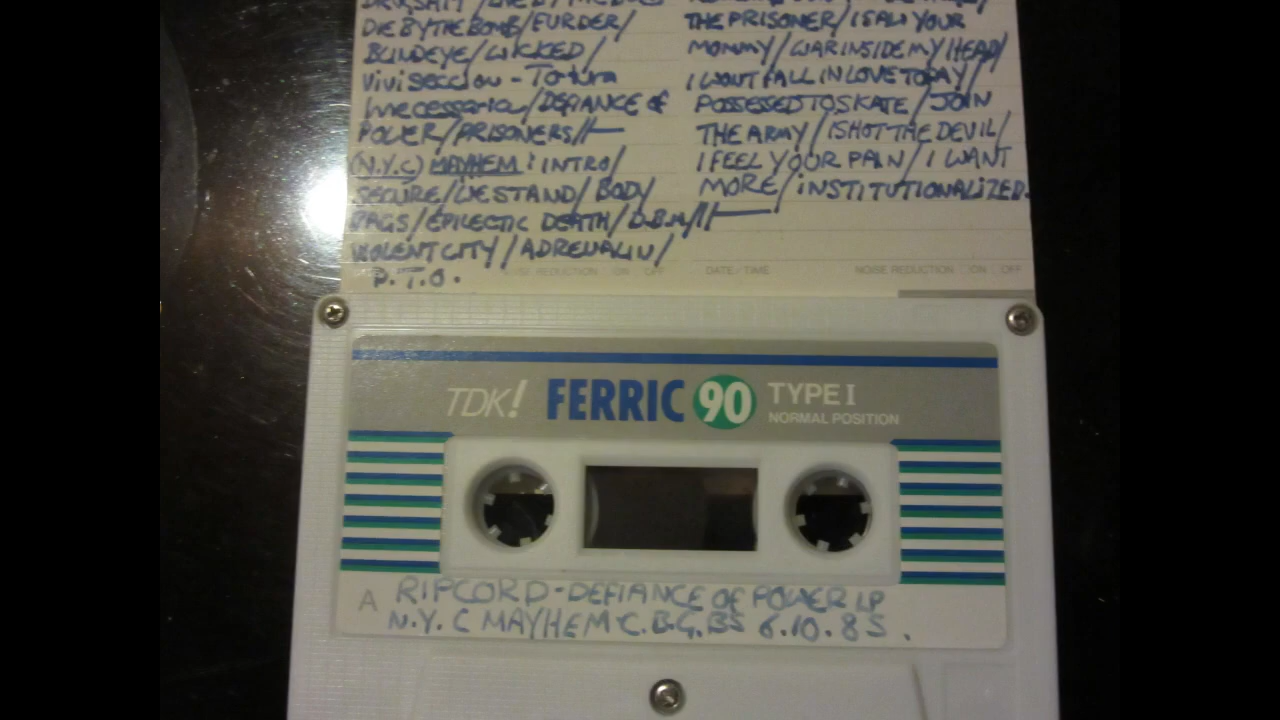 DIE BY THE BOMB/FURDER/
BLINDEYE/WICKED/
ViviSeccion - Tortura
innecessaria/DEFIANCE OF
POWER/PRISONERS//
(N.Y.C) MAYHEM: INTRO/
SECURE/WE STAND/BODY
BAGS/EPILECTIC DEATH/D.B.M//
VIOLENT CITY/ADRENALIN/
P.T.O.
THE PRISONER/I SAW YOUR
MOMMY/WAR INSIDE MY HEAD/
I WONT FALL IN LOVE TODAY/
POSSESSED TO SKATE/JOIN
THE ARMY/I SHOT THE DEVIL/
I FEEL YOUR PAIN/I WANT
MORE/INSTITUTIONALIZED.
NOISE REDUCTION ON OFF
DATE/TIME
NOISE REDUCTION ON OFF
TDK! FERRIC 90 TYPE I
NORMAL POSITION
A RIPCORD-DEFIANCE OF POWER LP
N.Y.C MAYHEM C.B.G.BS 6.10.85.